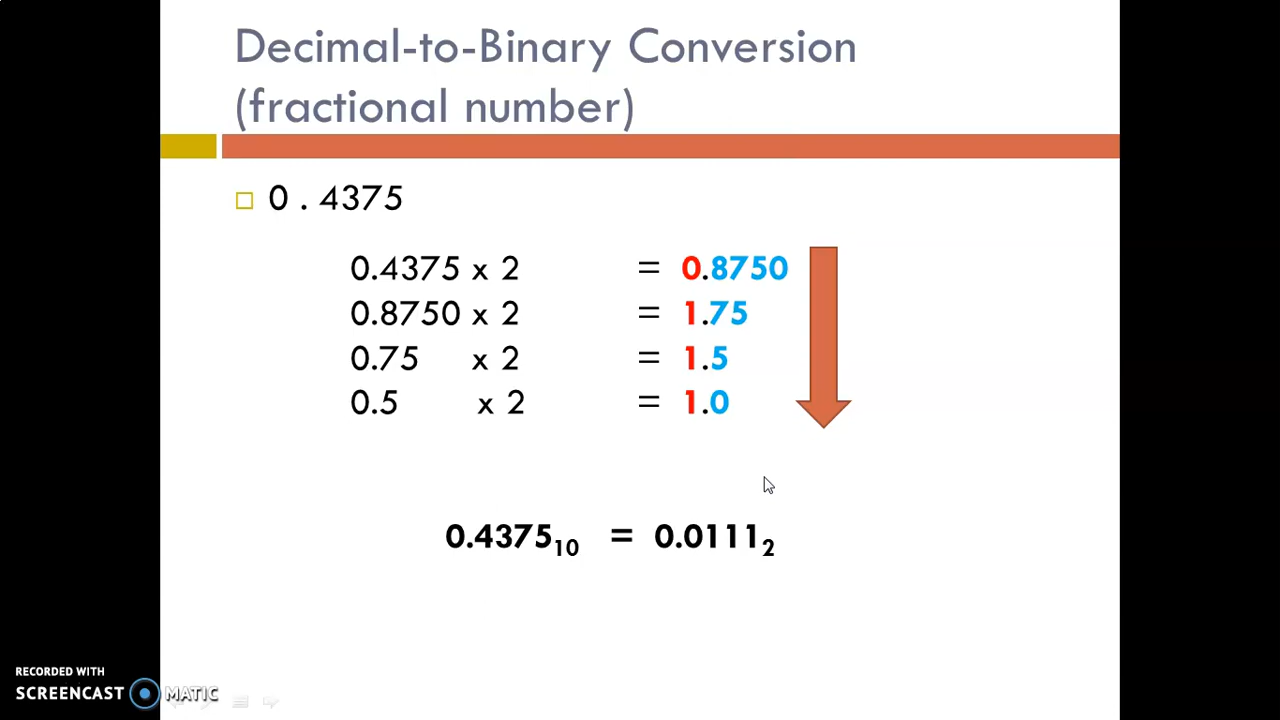 Decimal-to-Binary Conversion
(fractional number)
0 . 4375
0.4375 x 2 = 0.8750
0.8750 x 2 = 1.75
0.75 x 2 = 1.5
0.5 x 2 = 1.0
0.4375₁₀ = 0.0111₂
RECORDED WITH
SCREENCAST MATIC